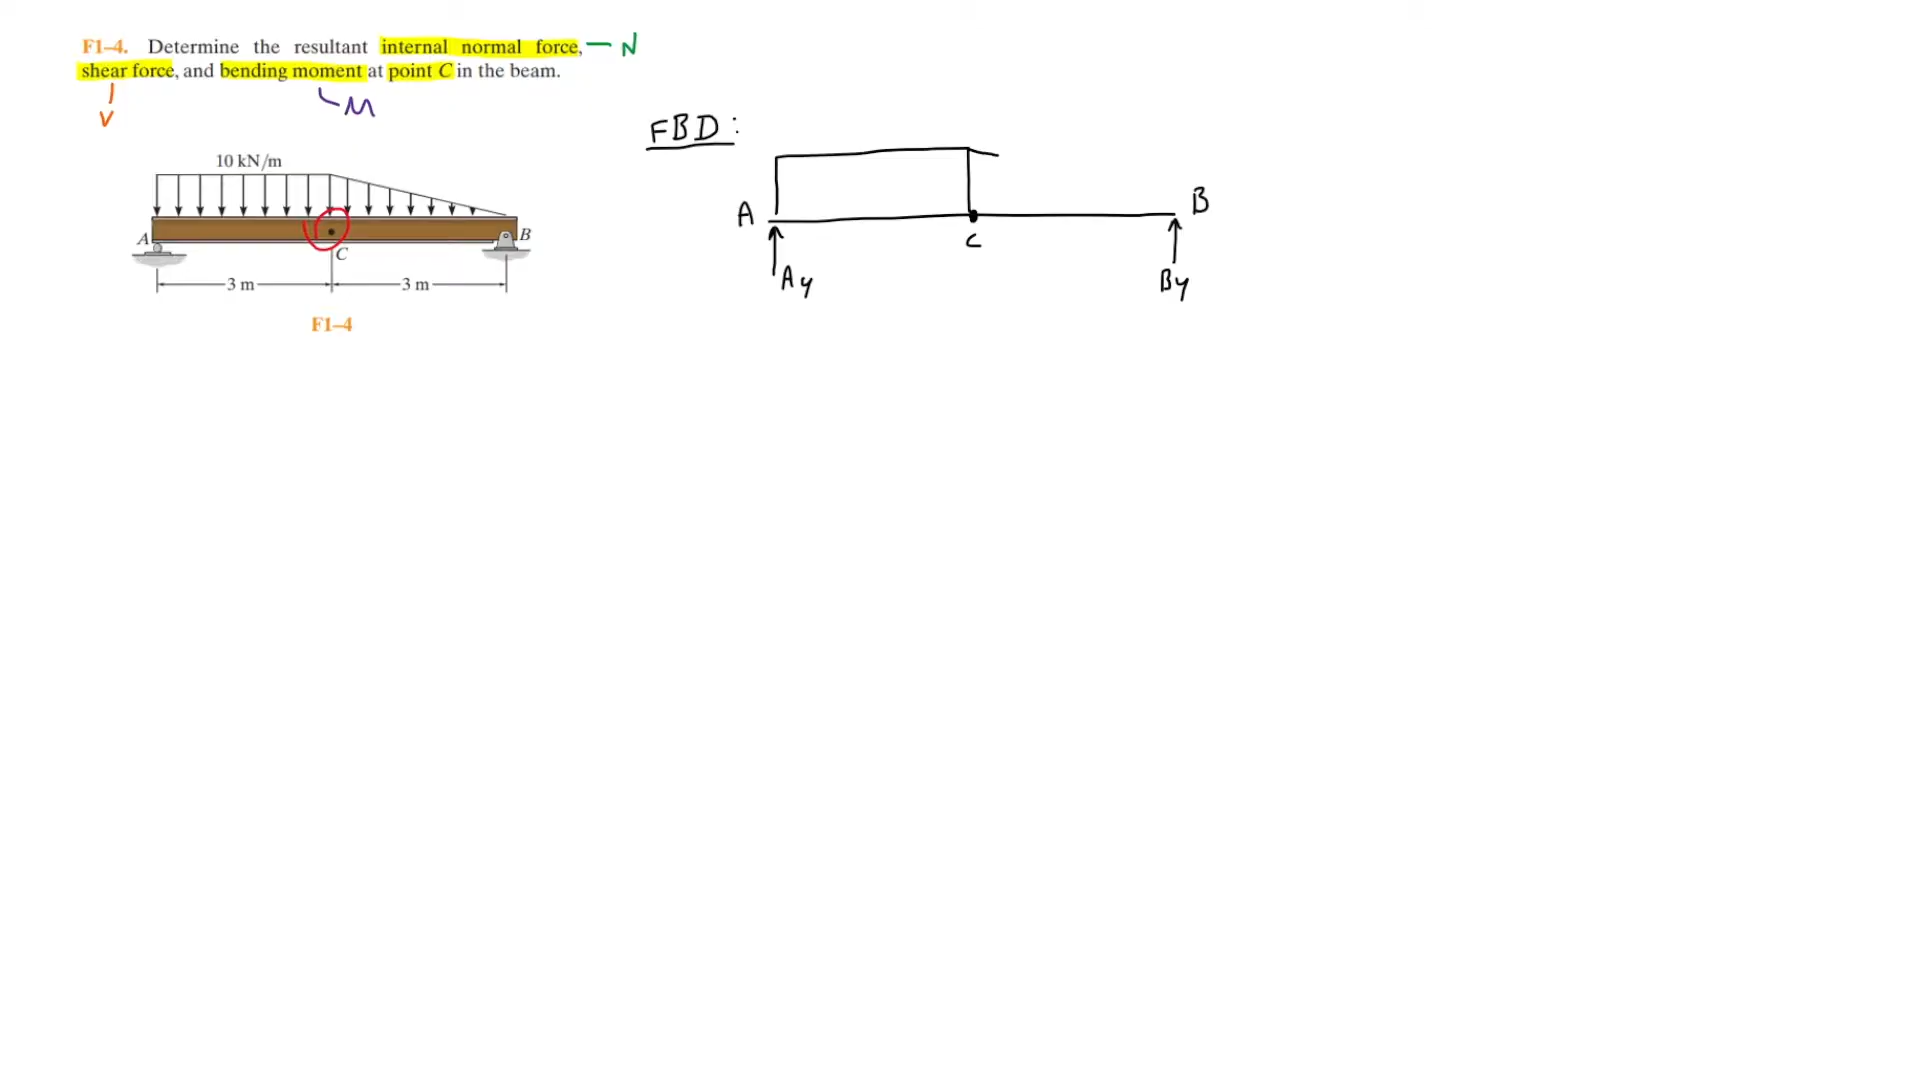 F1–4. Determine the resultant internal normal force, — N
shear force, and bending moment at point C in the beam.
V
M
FBD:
10 kN/m
A
B
C
3 m
3 m
F1–4
A
B
C
Ay
By